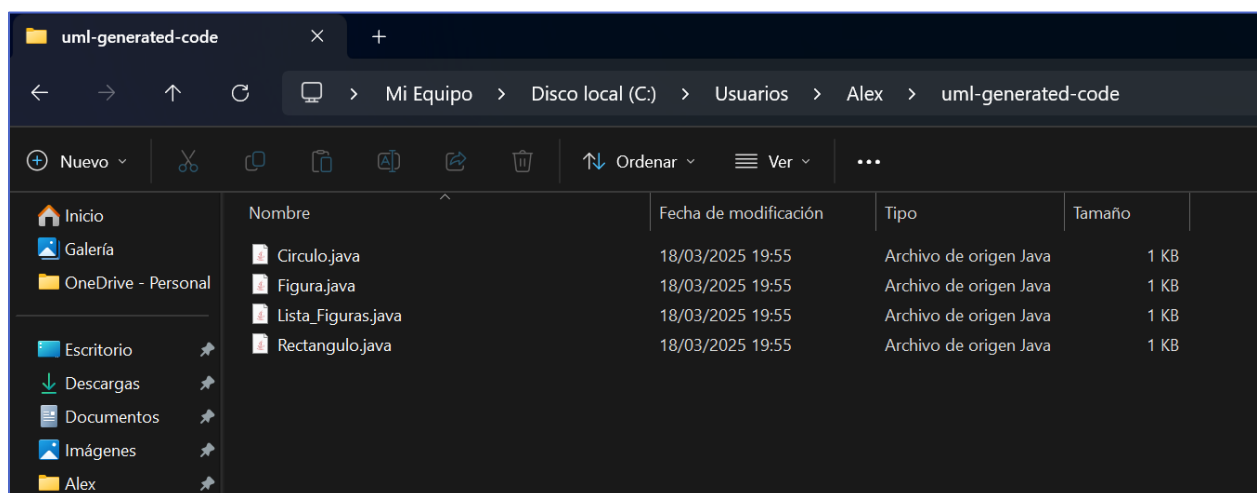 uml-generated-code
Mi Equipo > Disco local (C:) > Usuarios > Alex > uml-generated-code
Nuevo Ordenar Ver
Inicio
Galería
OneDrive - Personal
Escritorio
Descargas
Documentos
Imágenes
Alex
Nombre Fecha de modificación Tipo Tamaño
Circulo.java 18/03/2025 19:55 Archivo de origen Java 1 KB
Figura.java 18/03/2025 19:55 Archivo de origen Java 1 KB
Lista_Figuras.java 18/03/2025 19:55 Archivo de origen Java 1 KB
Rectangulo.java 18/03/2025 19:55 Archivo de origen Java 1 KB